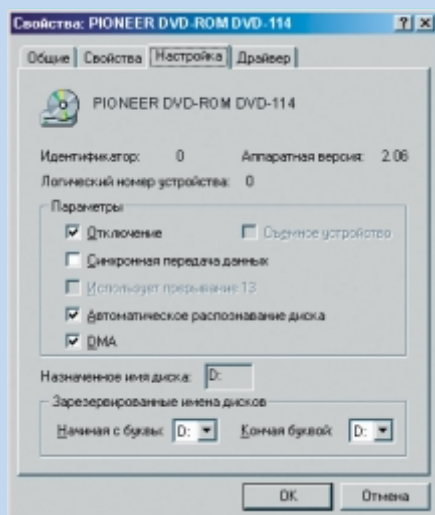 Свойства: PIONEER DVD-ROM DVD-114
Общие Свойства Настройка Драйвер
PIONEER DVD-ROM DVD-114
Идентификатор: 0 Аппаратная версия: 2.06
Логический номер устройства: 0
Параметры
Отключение Съемное устройство
Синхронная передача данных
Использует прерывание 13
Автоматическое распознавание диска
DMA
Назначенное имя диска: D:
Зарезервированные имена дисков
Начиная с буквы: D: Кончая буквой: D:
OK Отмена